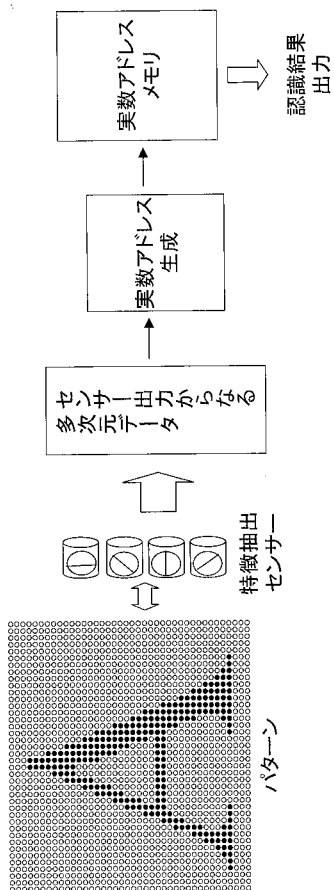 パターン
特徴抽出
センサー
センサー出力からなる
多次元データ
実数アドレス
生成
実数アドレス
メモリ
認識結果
出力